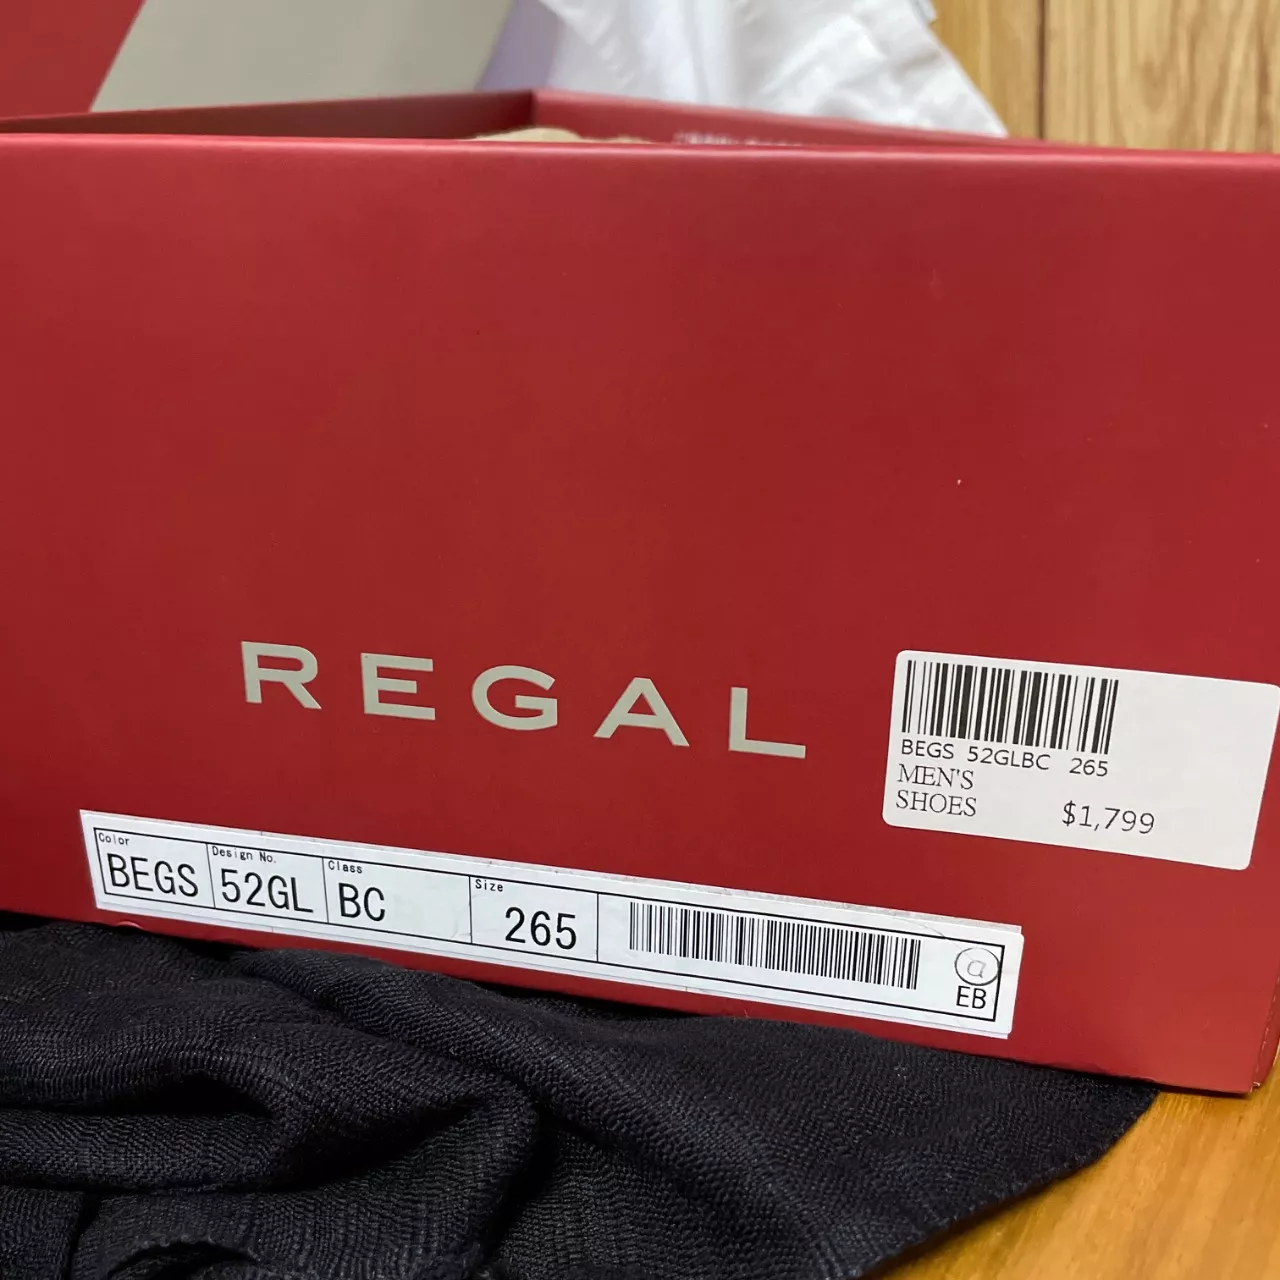 REGAL
BEGS 52GLBC 265
MEN'S
SHOES $1,799
Color Design No. Class Size
BEGS 52GL BC 265
a
EB